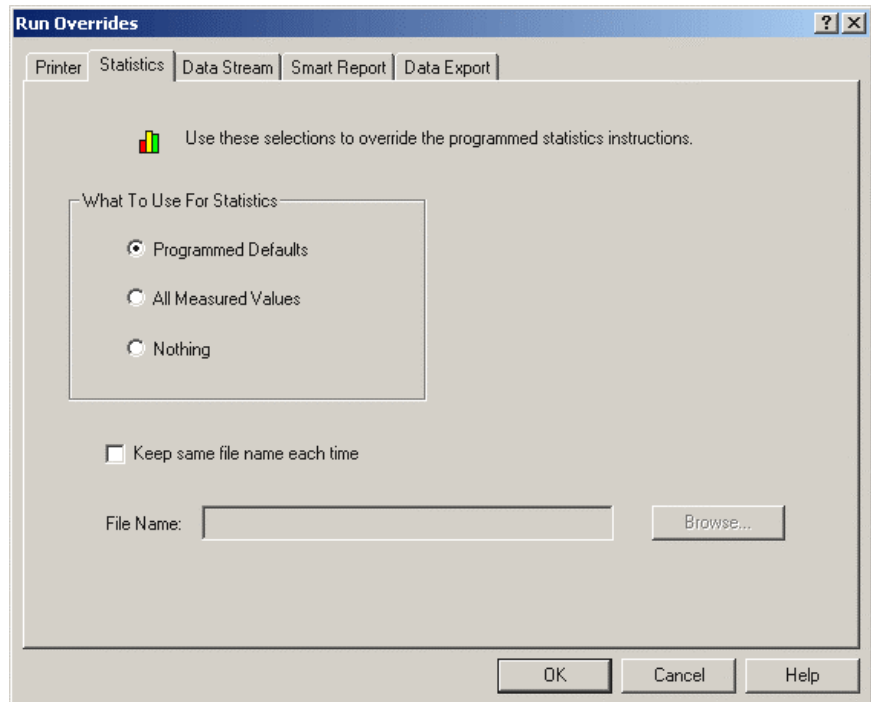 Run Overrides
Printer Statistics Data Stream Smart Report Data Export
Use these selections to override the programmed statistics instructions.
What To Use For Statistics
Programmed Defaults
All Measured Values
Nothing
Keep same file name each time
File Name: Browse...
OK Cancel Help